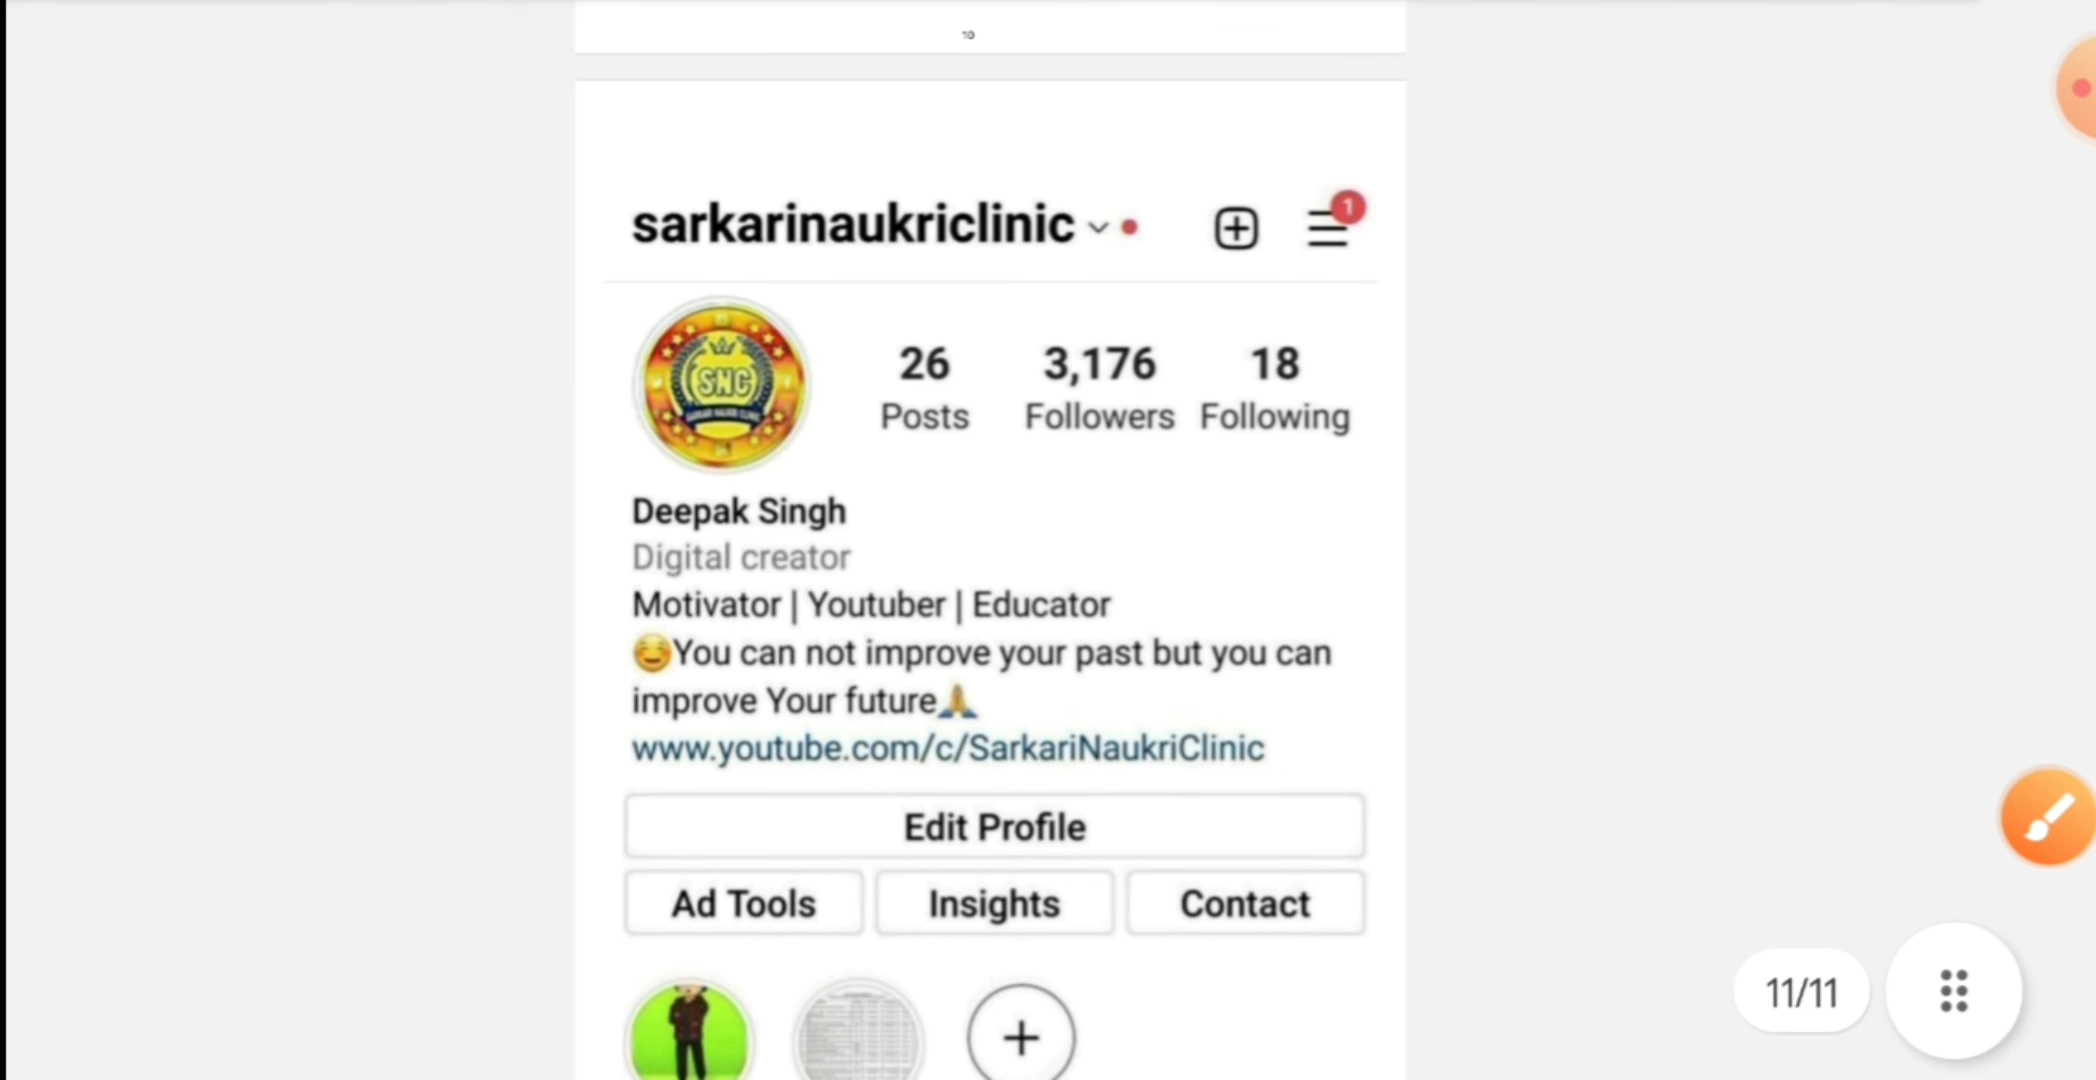 10
sarkarinaukriclinic
1
SNC
26 3,176 18
Posts Followers Following
Deepak Singh
Digital creator
Motivator | Youtuber | Educator
😊You can not improve your past but you can
improve Your future🙏
www.youtube.com/c/SarkariNaukriClinic
Edit Profile
Ad Tools Insights Contact
11/11